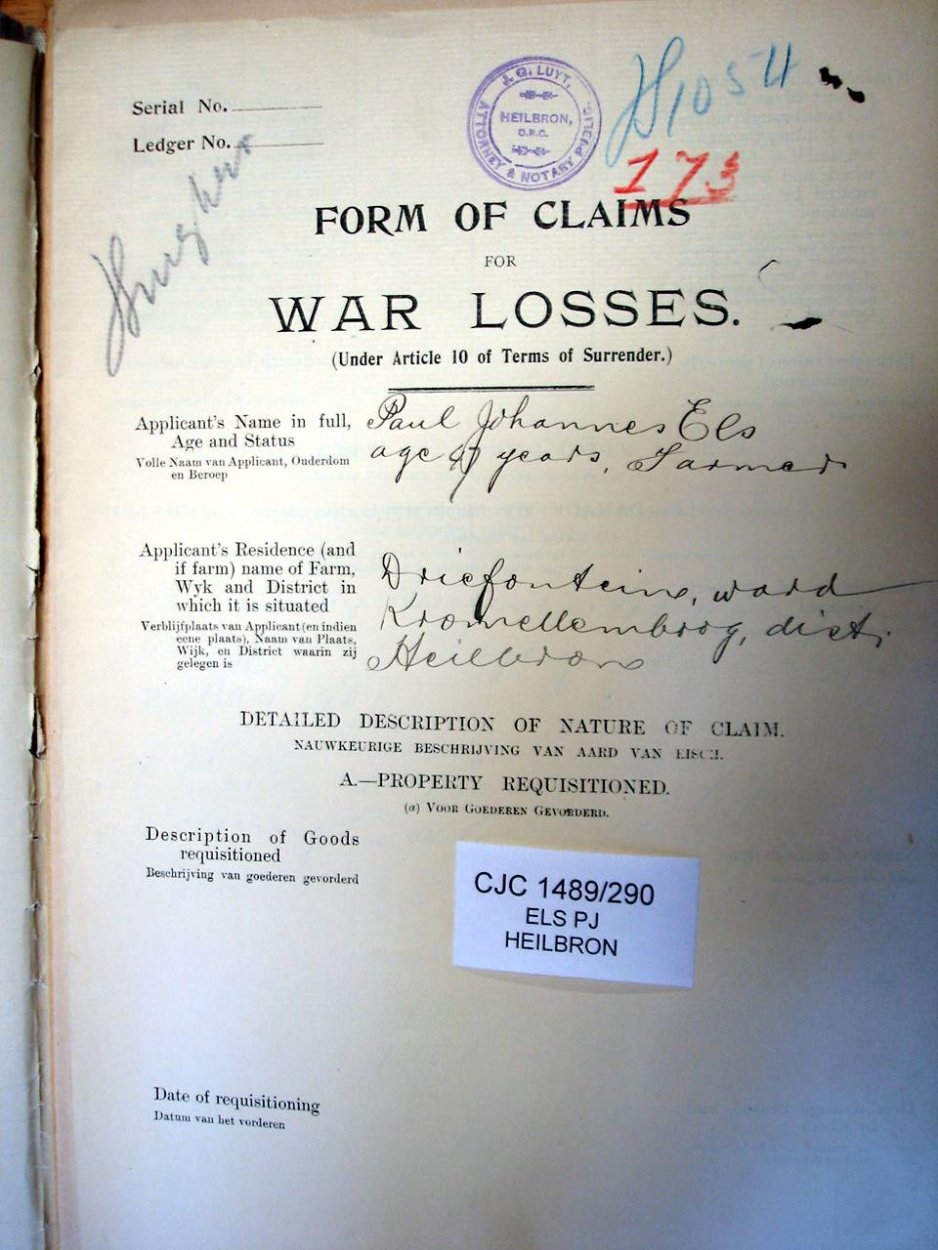 Serial No.
Ledger No.
J. G. LUYT,
HEILBRON,
O.R.C.
ATTORNEY & NOTARY PUBLIC.
H1054
173
FORM OF CLAIMS
FOR
WAR LOSSES.
(Under Article 10 of Terms of Surrender.)
Applicant's Name in full,
Age and Status
Volle Naam van Applicant, Ouderdom
en Beroep
Paul Johannes Els
age 47 years, Farmer
Applicant's Residence (and
if farm) name of Farm,
Wyk and District in
which it is situated
Verblijfplaats van Applicant (en indien
eene plaats), Naam van Plaats,
Wijk, en District waarin zij
gelegen is
Driefontein, ward
Kromellemborg, dist.
Heilbron
DETAILED DESCRIPTION OF NATURE OF CLAIM.
NAUWKEURIGE BESCHRIJVING VAN AARD VAN EISCH.
A.—PROPERTY REQUISITIONED.
(a) VOOR GOEDEREN GEVORDERD.
Description of Goods
requisitioned
Beschrijving van goederen gevorderd
CJC 1489/290
ELS PJ
HEILBRON
Date of requisitioning
Datum van het vorderen